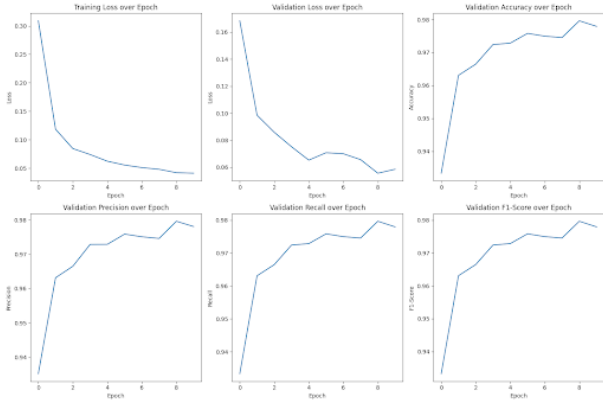 Training Loss over Epoch
0.30
0.25
0.20
0.15
0.10
0.05
Loss
0 2 4 6 8
Epoch
Validation Loss over Epoch
0.16
0.14
0.12
0.10
0.08
0.06
Loss
0 2 4 6 8
Epoch
Validation Accuracy over Epoch
0.98
0.97
0.96
0.95
0.94
Accuracy
0 2 4 6 8
Epoch
Validation Precision over Epoch
0.98
0.97
0.96
0.95
0.94
Precision
0 2 4 6 8
Epoch
Validation Recall over Epoch
0.98
0.97
0.96
0.95
0.94
Recall
0 2 4 6 8
Epoch
Validation F1-Score over Epoch
0.98
0.97
0.96
0.95
0.94
F1-Score
0 2 4 6 8
Epoch